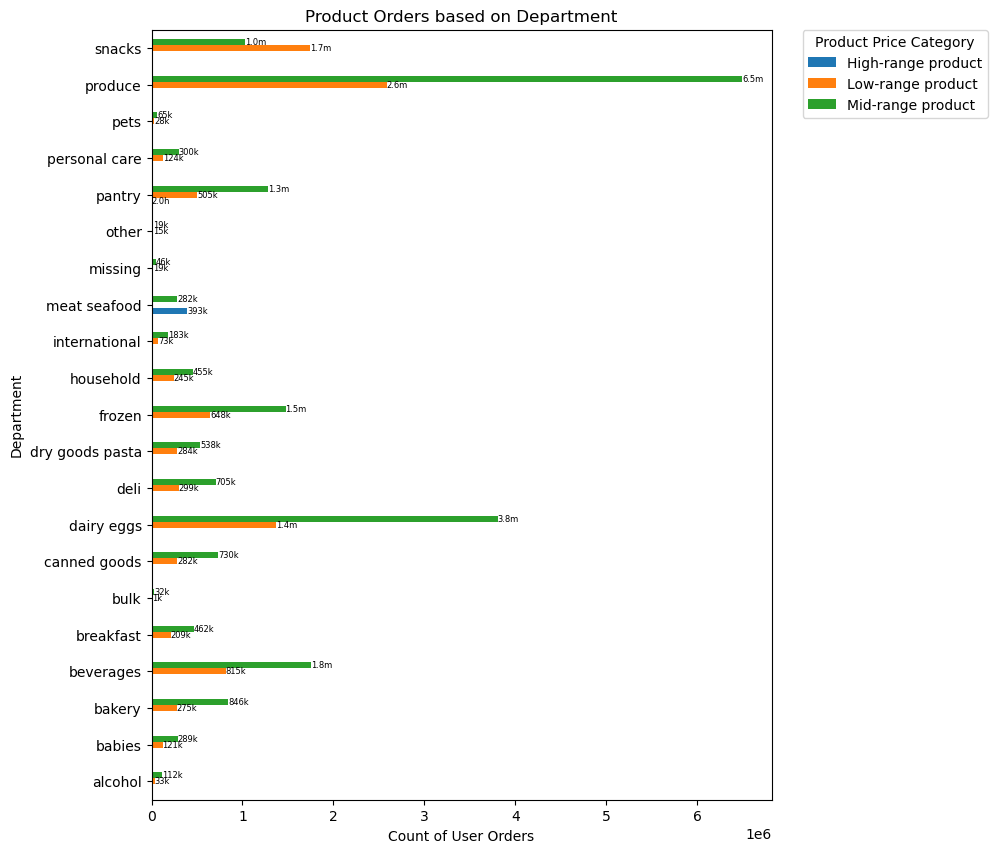 Product Orders based on Department
Product Price Category
High-range product
Low-range product
Mid-range product
Department
snacks
1.0m
1.7m
produce
6.5m
2.6m
pets
65k
28k
personal care
300k
124k
pantry
1.3m
505k
2.0h
other
19k
15k
missing
46k
19k
meat seafood
282k
393k
international
183k
73k
household
455k
245k
frozen
1.5m
648k
dry goods pasta
538k
284k
deli
705k
299k
dairy eggs
3.8m
1.4m
canned goods
730k
282k
bulk
32k
1k
breakfast
462k
209k
beverages
1.8m
815k
bakery
846k
275k
babies
289k
121k
alcohol
112k
33k
0 1 2 3 4 5 6
1e6
Count of User Orders